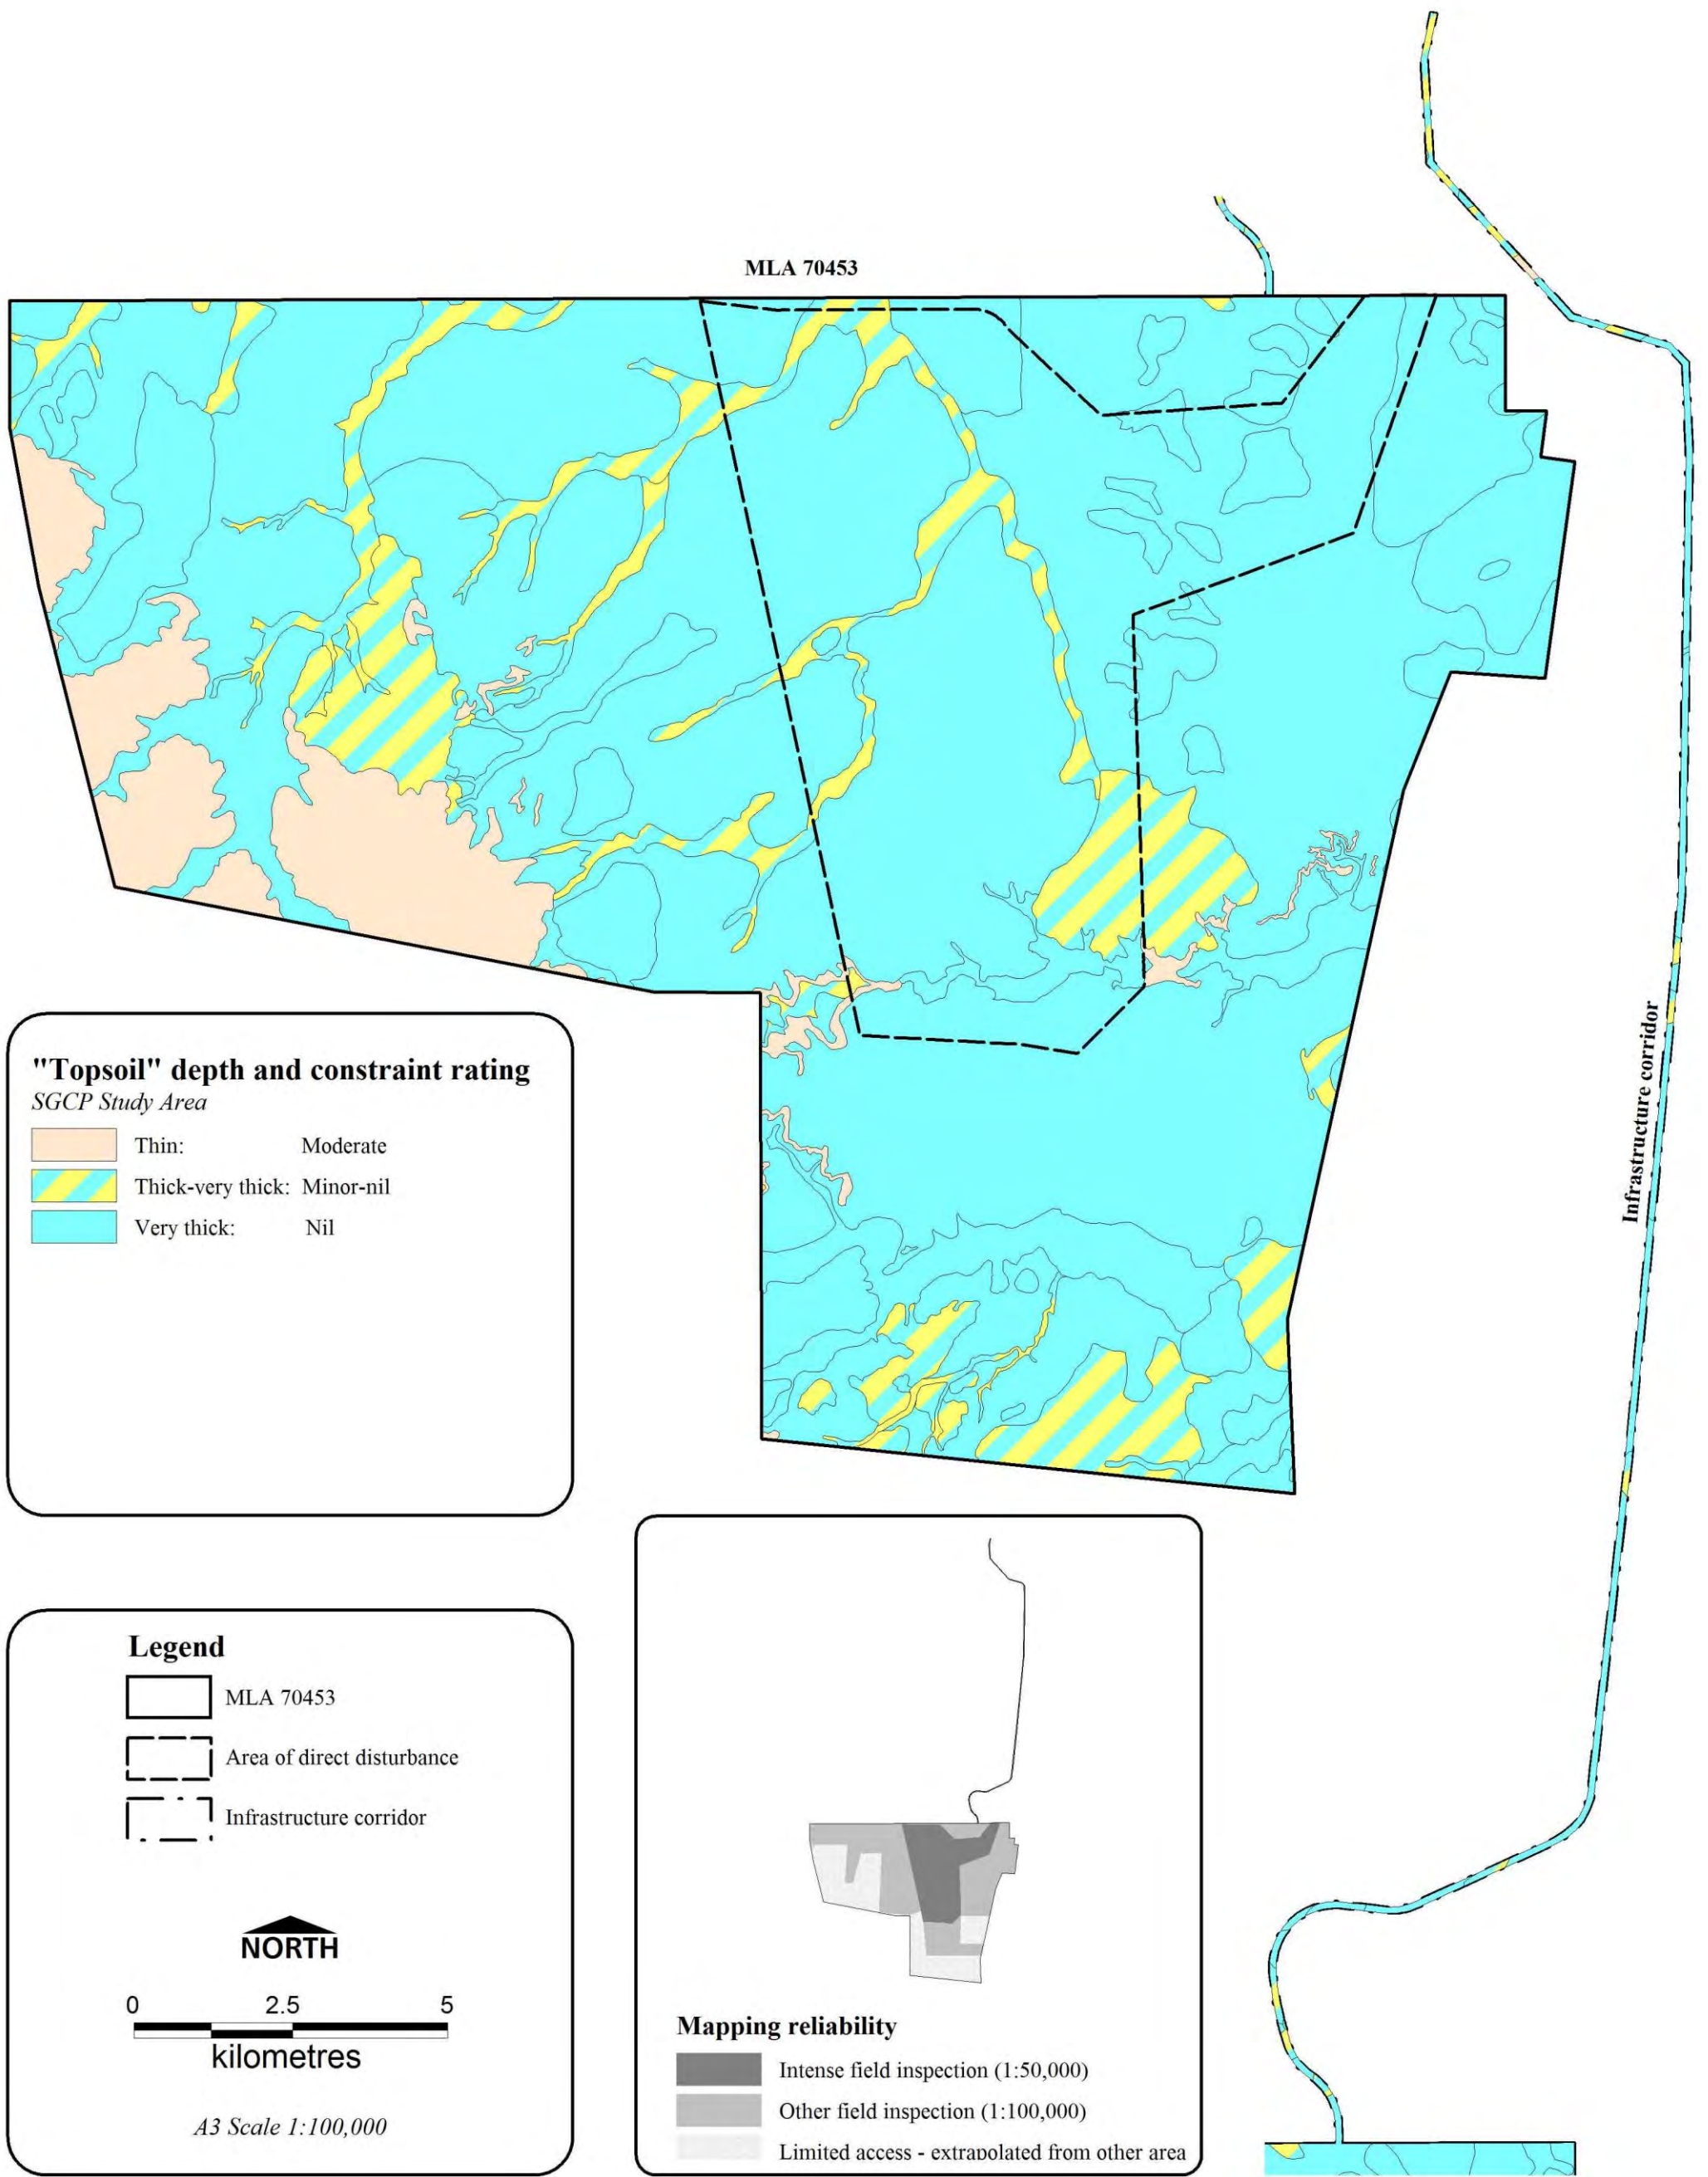 MLA 70453
Infrastructure corridor
"Topsoil" depth and constraint rating
SGCP Study Area
Thin: Moderate
Thick-very thick: Minor-nil
Very thick: Nil
Legend
MLA 70453
Area of direct disturbance
Infrastructure corridor
NORTH
0 2.5 5
kilometres
A3 Scale 1:100,000
Mapping reliability
Intense field inspection (1:50,000)
Other field inspection (1:100,000)
Limited access - extrapolated from other area